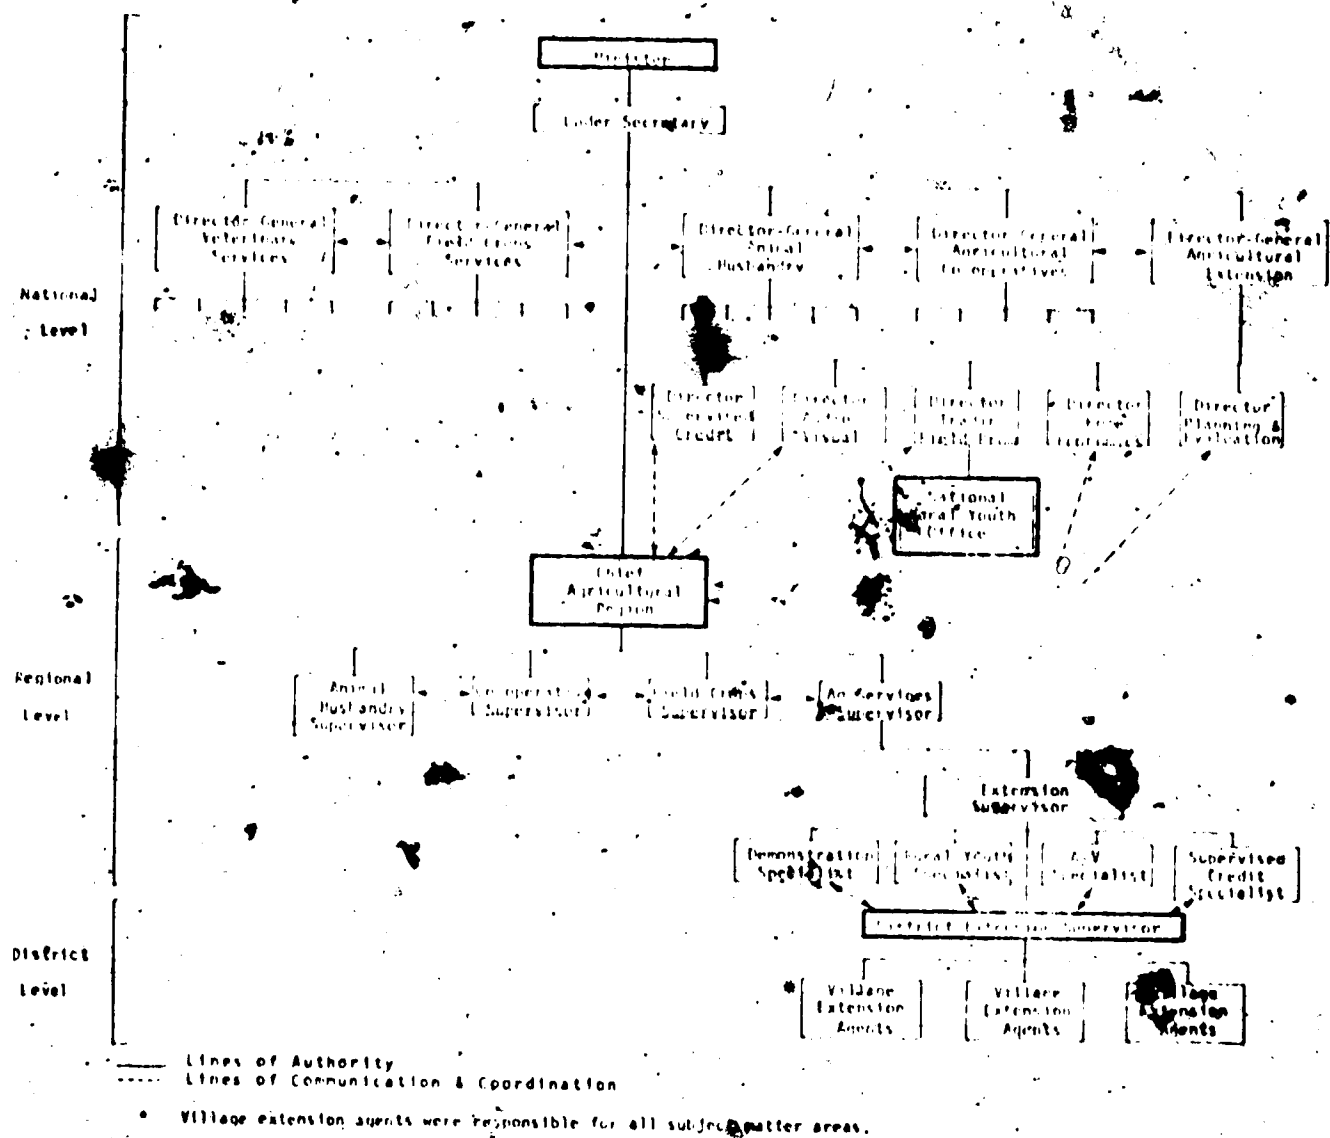 Minister
Under Secretary
Director-General
Veterinary
Services
Director-General
Field Crops
Services
Director-General
Animal
Husbandry
Director-General
Agricultural
Cooperatives
Director-General
Agricultural
Extension
National
Level
Director
Supervised
Director
Audio
Visual
Director
Director
Home
Economics
Director
Planning &
Evaluation
National
Rural Youth
Office
Chief
Agricultural
Region
Regional
Level
Animal
Husbandry
Supervisor
Supervisor
Field Crops
Supervisor
Ag Services
Supervisor
Extension
Supervisor
Demonstration
Specialist
Rural Youth
Specialist
A-V
Specialist
Supervised
Credit
Specialist
District Extension Supervisor
District
Level
* Village
Extension
Agents
Village
Extension
Agents
Village
Extension
Agents
Lines of Authority
Lines of Communication & Coordination
* Village extension agents were responsible for all subject matter areas.